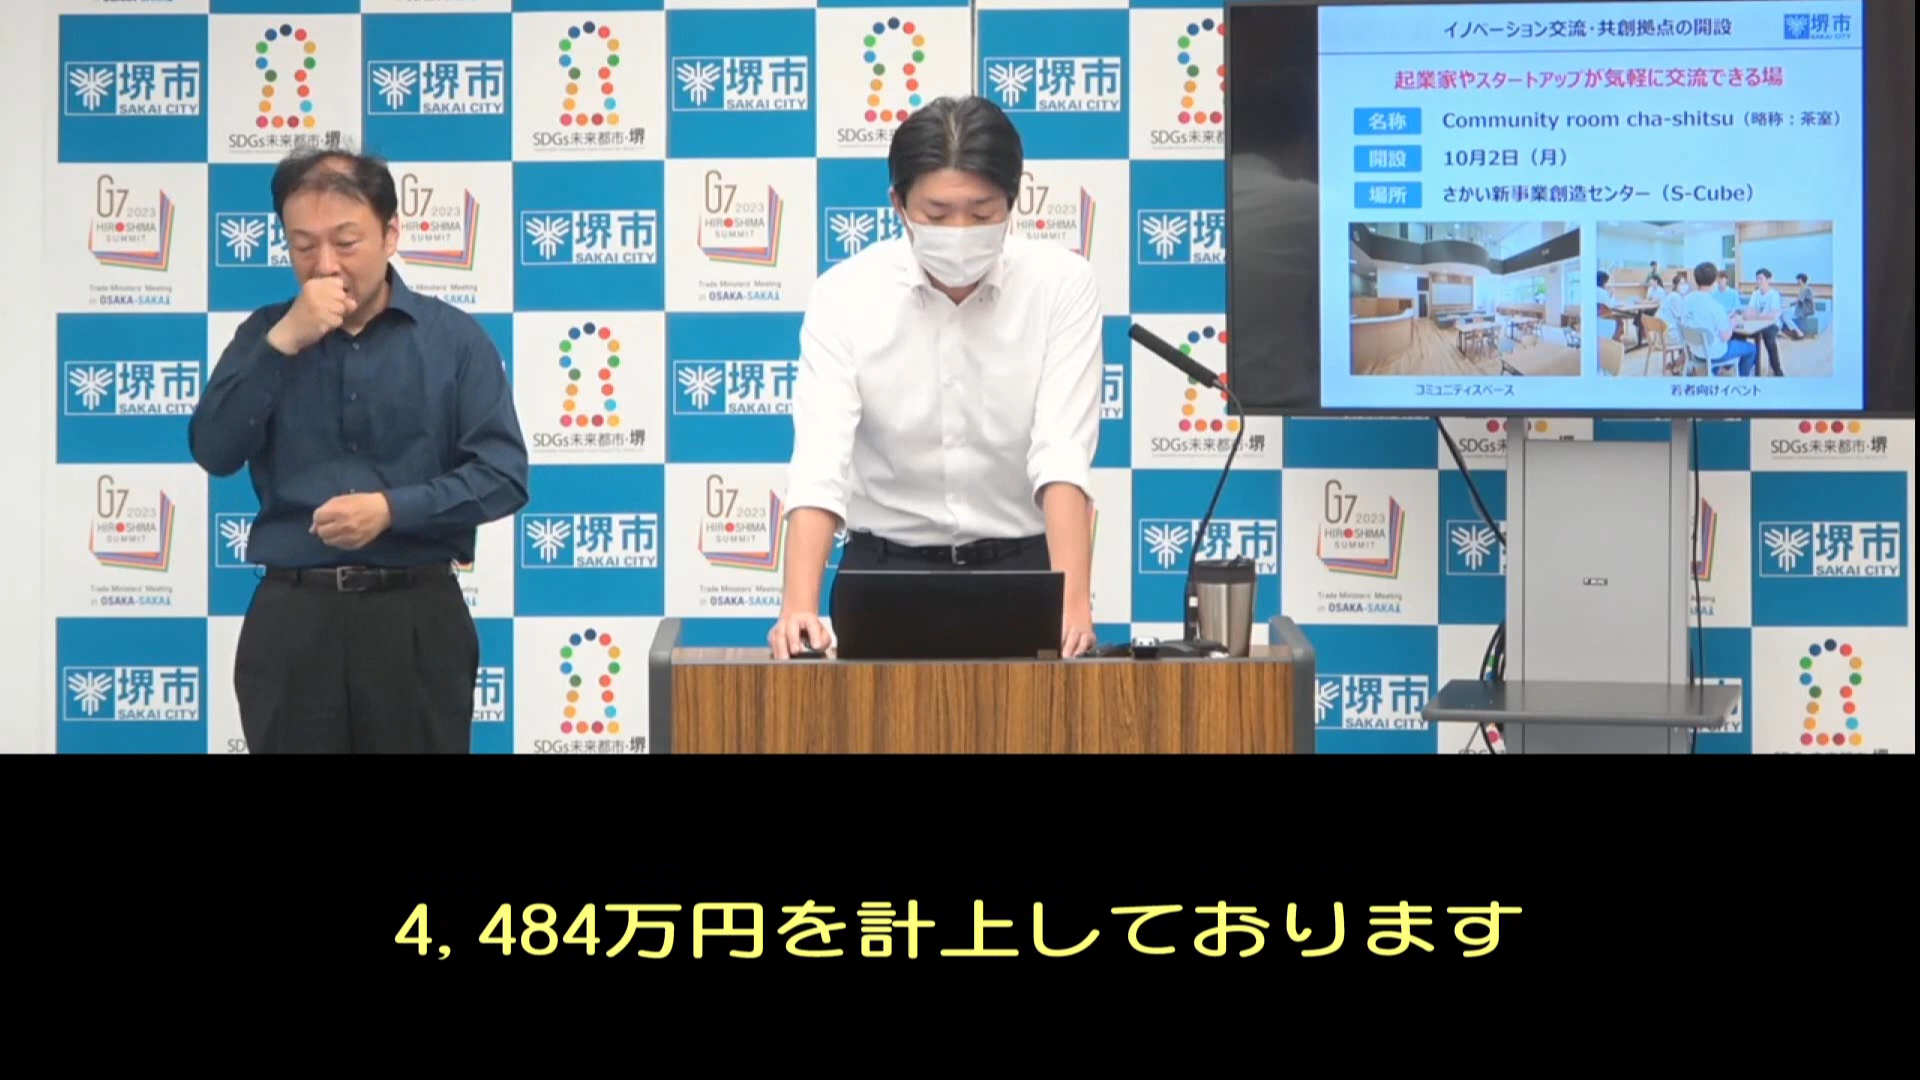 イノベーション交流・共創拠点の開設
堺市
SAKAI CITY
起業家やスタートアップが気軽に交流できる場
名称 Community room cha-shitsu（略称：茶室）
開設 10月2日（月）
場所 さかい新事業創造センター（S-Cube）
コミュニティスペース
若者向けイベント
堺市
SAKAI CITY
SDGs未来都市・堺
G7 2023
HIROSHIMA
SUMMIT
Trade Ministers' Meeting
in OSAKA-SAKAI
4,484万円を計上しております